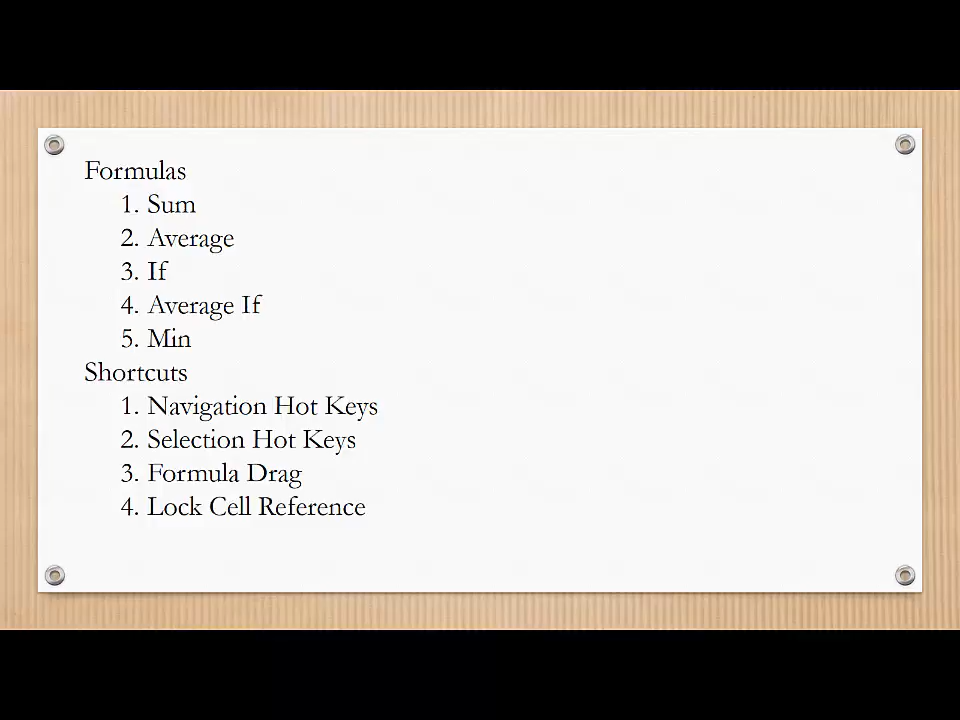 Formulas
1. Sum
2. Average
3. If
4. Average If
5. Min
Shortcuts
1. Navigation Hot Keys
2. Selection Hot Keys
3. Formula Drag
4. Lock Cell Reference